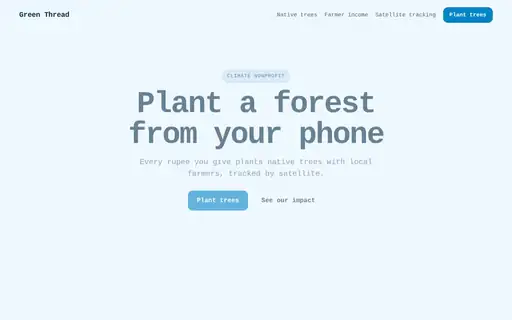 Green Thread
Native trees Farmer income Satellite tracking Plant trees
CLIMATE NONPROFIT
Plant a forest
from your phone
Every rupee you give plants native trees with local
farmers, tracked by satellite.
Plant trees See our impact